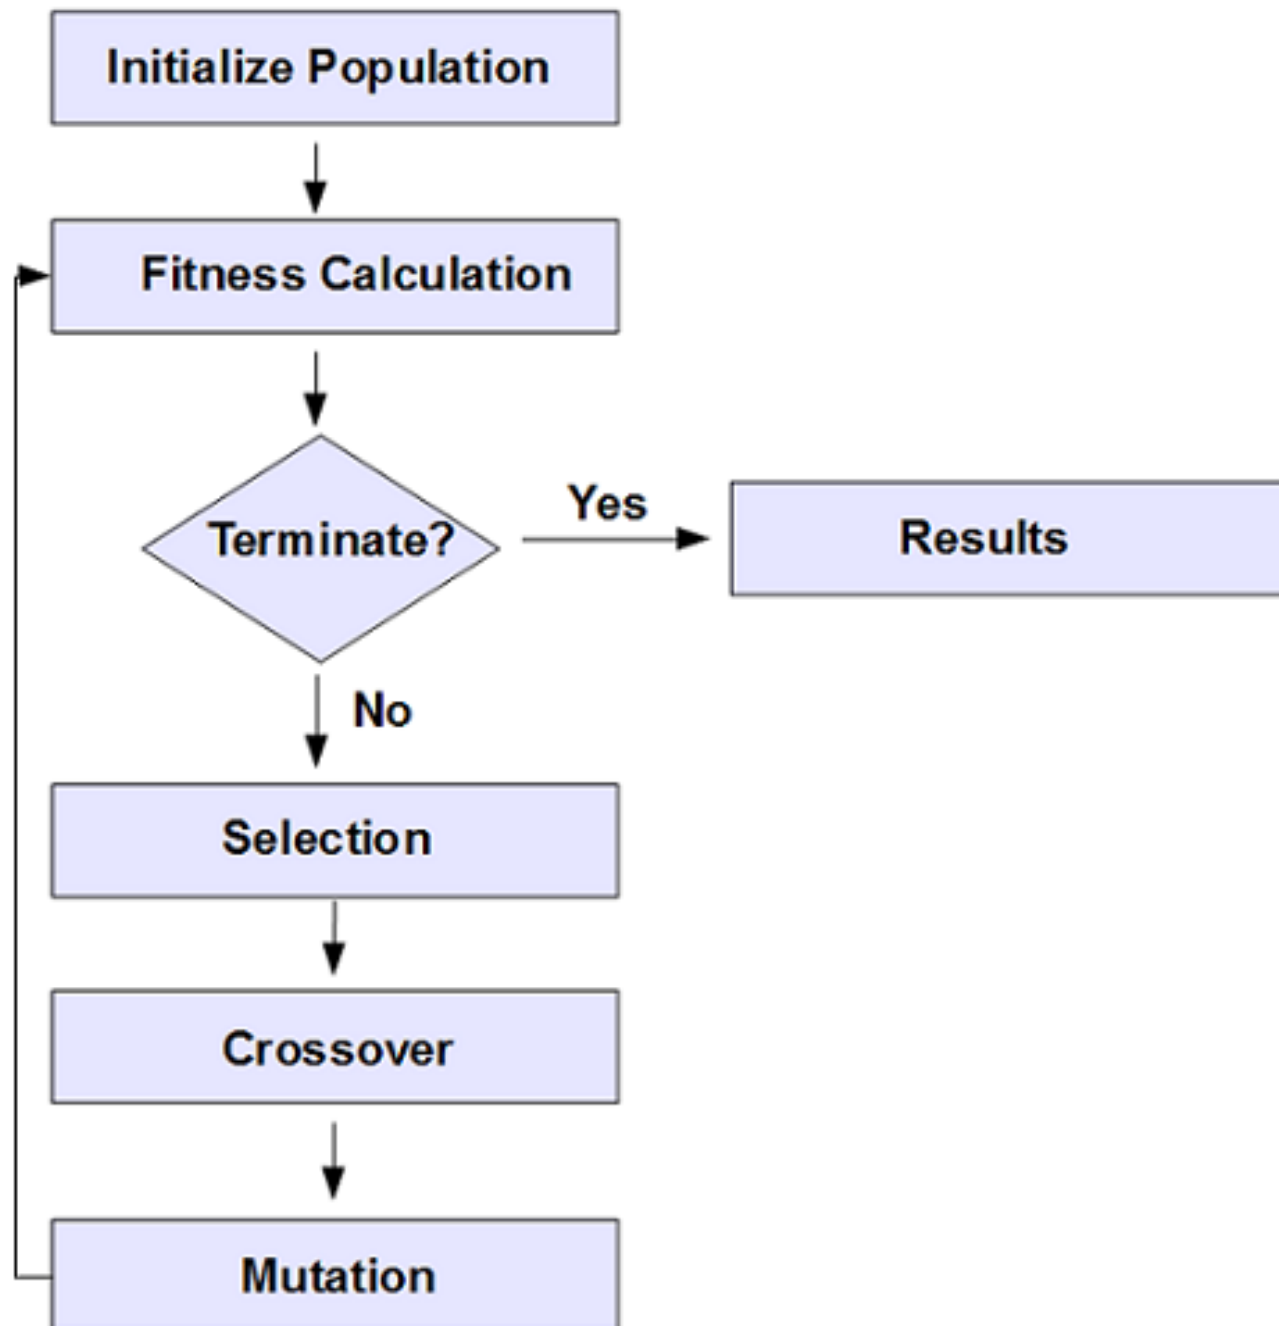 Initialize Population
Fitness Calculation
Terminate?
Yes
Results
No
Selection
Crossover
Mutation